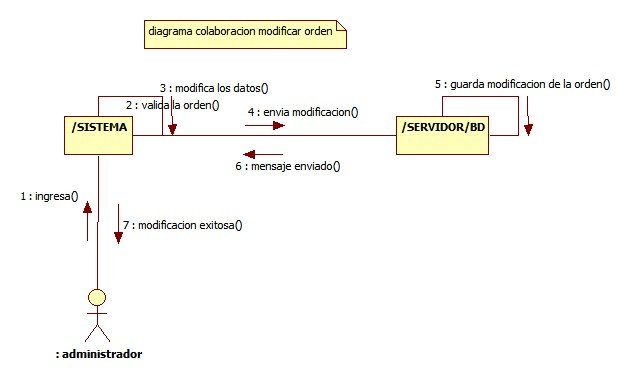 diagrama colaboracion modificar orden
3 : modifica los datos()
2 : valida la orden()
5 : guarda modificacion de la orden()
4 : envia modificacion()
/SISTEMA
/SERVIDOR/BD
6 : mensaje enviado()
1 : ingresa()
7 : modificacion exitosa()
: administrador